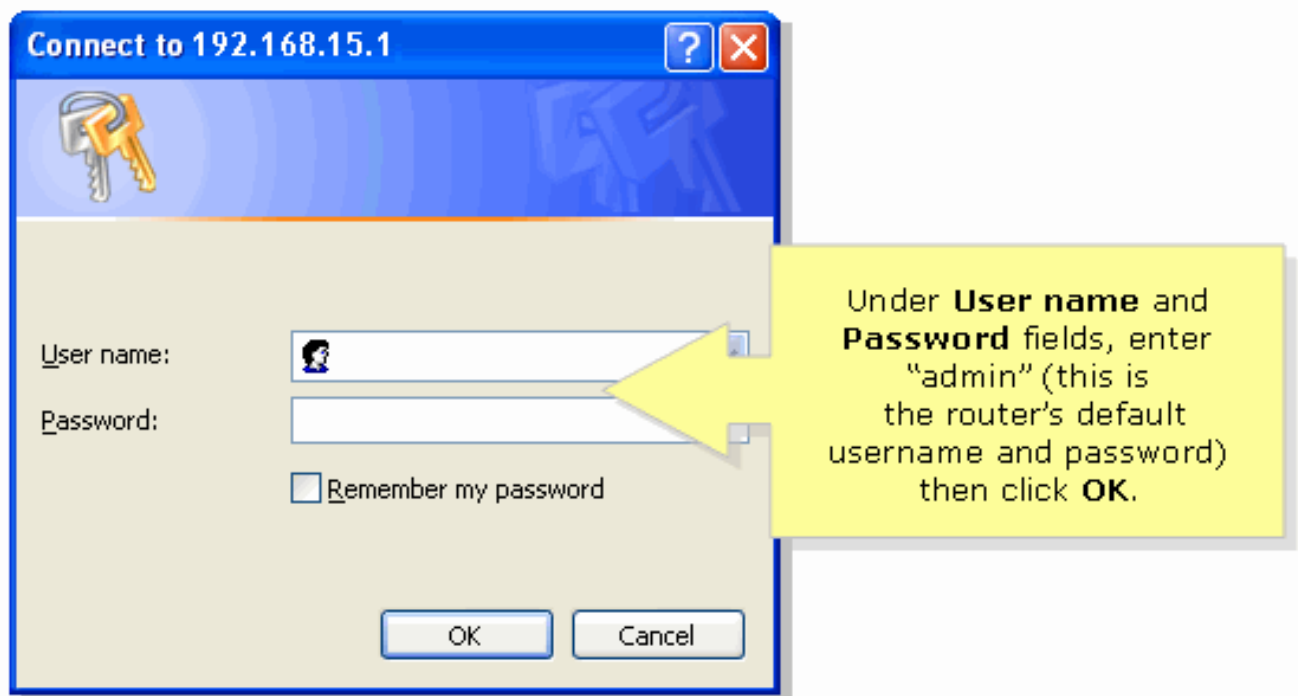 Connect to 192.168.15.1
User name:
Password:
Remember my password
OK
Cancel
Under User name and
Password fields, enter
“admin” (this is
the router’s default
username and password)
then click OK.